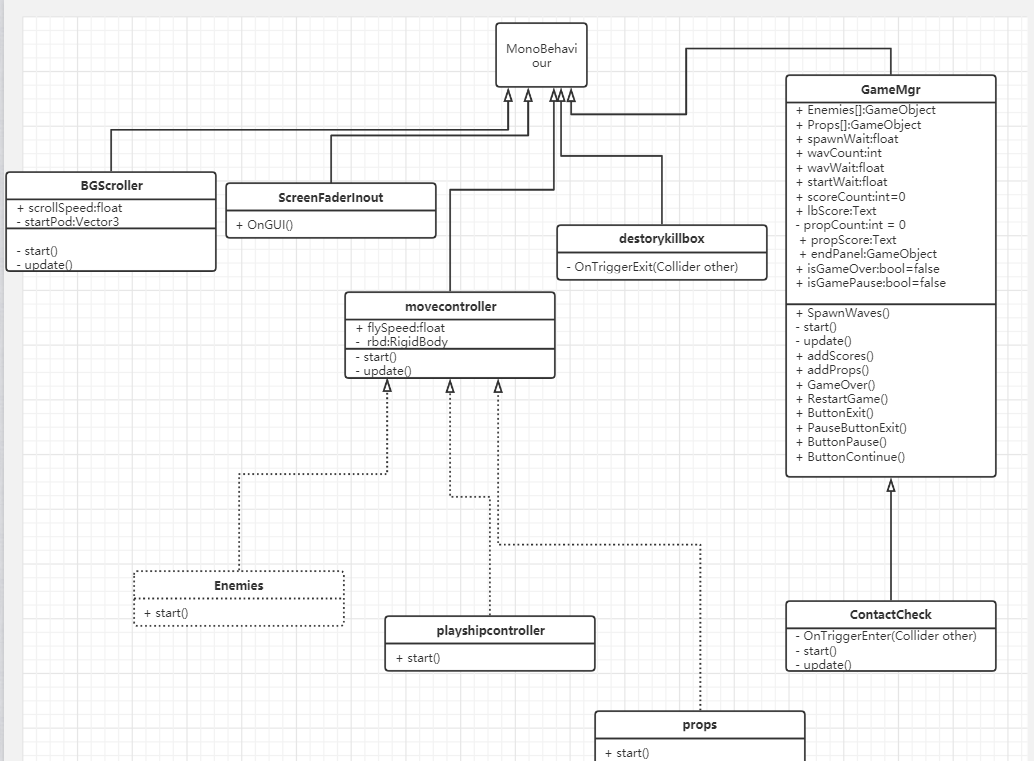 MonoBehavi
our
GameMgr
+ Enemies[]:GameObject
+ Props[]:GameObject
+ spawnWait:float
+ wavCount:int
+ wavWait:float
+ startWait:float
+ scoreCount:int=0
+ lbScore:Text
- propCount:int = 0
+ propScore:Text
+ endPanel:GameObject
+ isGameOver:bool=false
+ isGamePause:bool=false
+ SpawnWaves()
- start()
- update()
+ addScores()
+ addProps()
+ GameOver()
+ RestartGame()
+ ButtonExit()
+ PauseButtonExit()
+ ButtonPause()
+ ButtonContinue()
BGScroller
+ scrollSpeed:float
- startPod:Vector3
- start()
- update()
ScreenFaderInout
+ OnGUI()
destorykillbox
- OnTriggerExit(Collider other)
movecontroller
+ flySpeed:float
- rbd:RigidBody
- start()
- update()
Enemies
+ start()
playshipcontroller
+ start()
ContactCheck
- OnTriggerEnter(Collider other)
- start()
- update()
props
+ start()